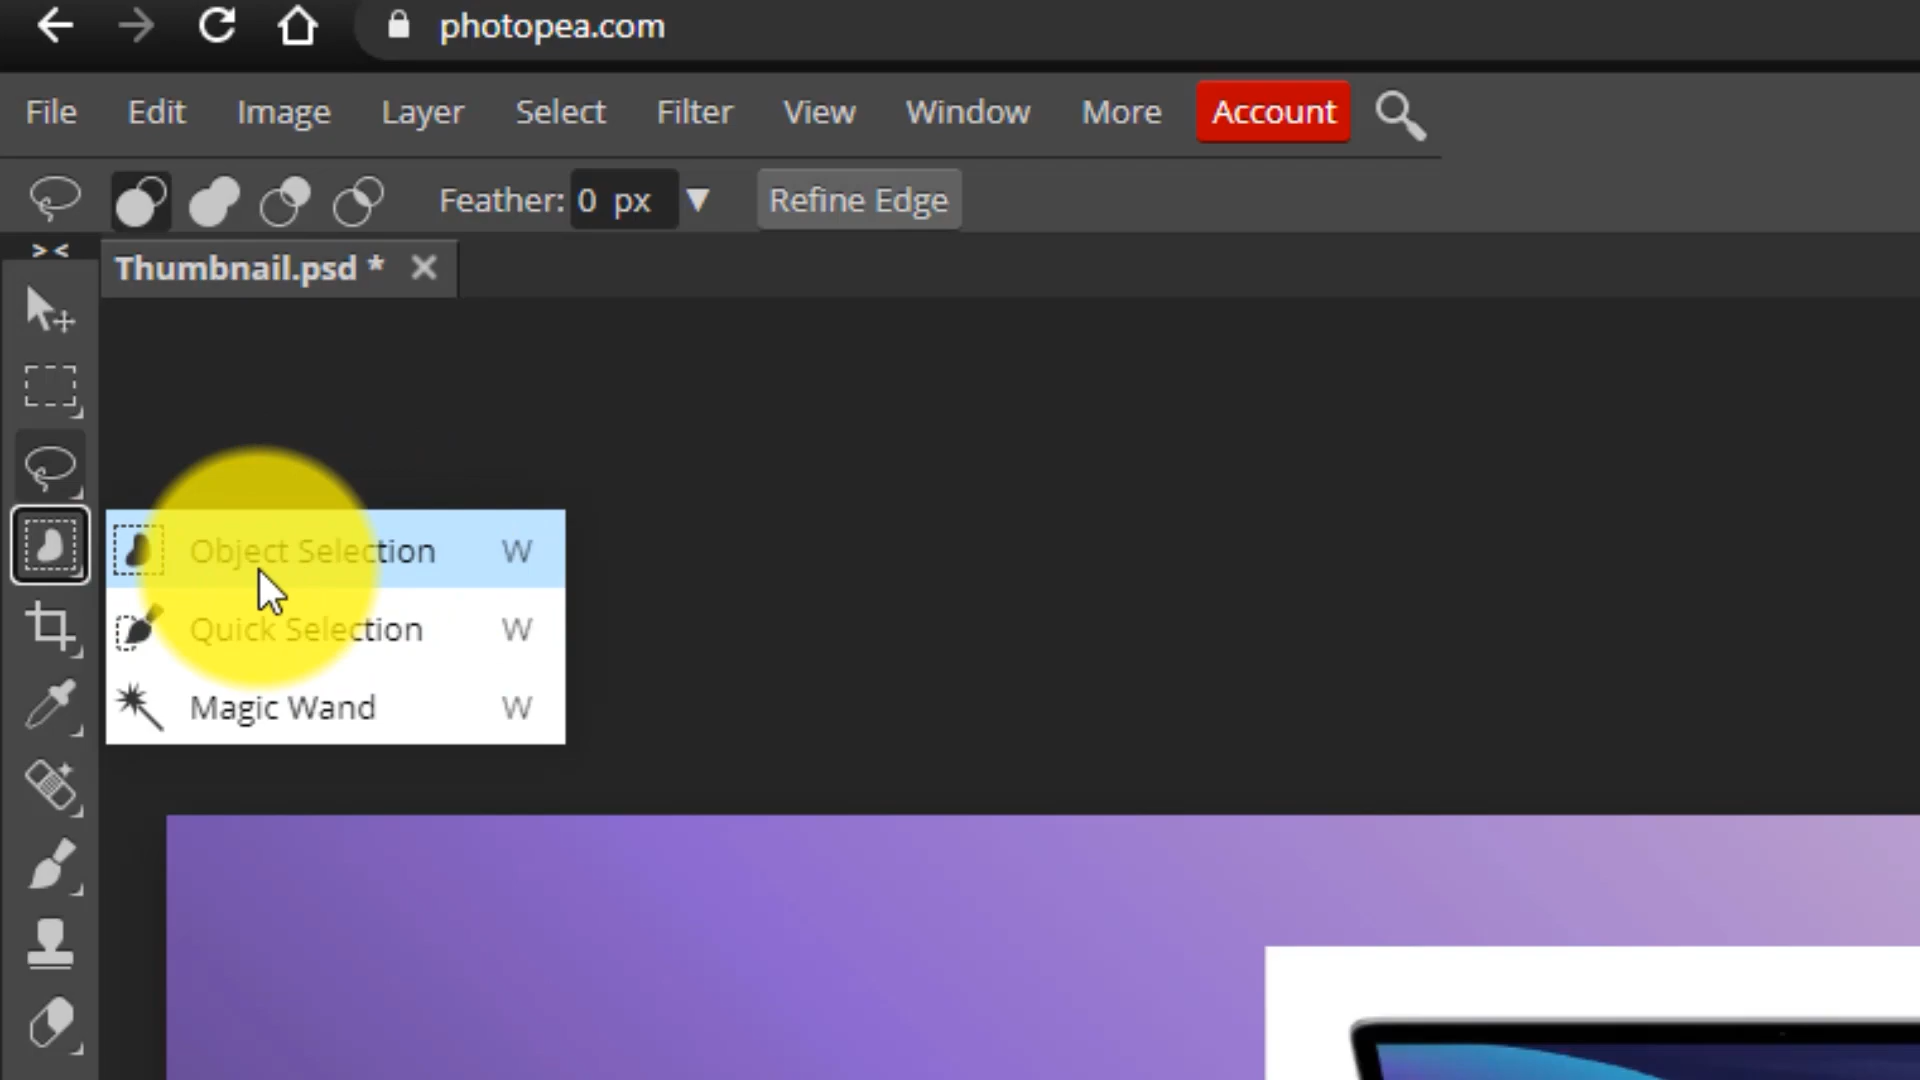 photopea.com
File Edit Image Layer Select Filter View Window More Account
Feather: 0 px ▼ Refine Edge
> <
Thumbnail.psd * ✕
Object Selection W
Quick Selection W
Magic Wand W